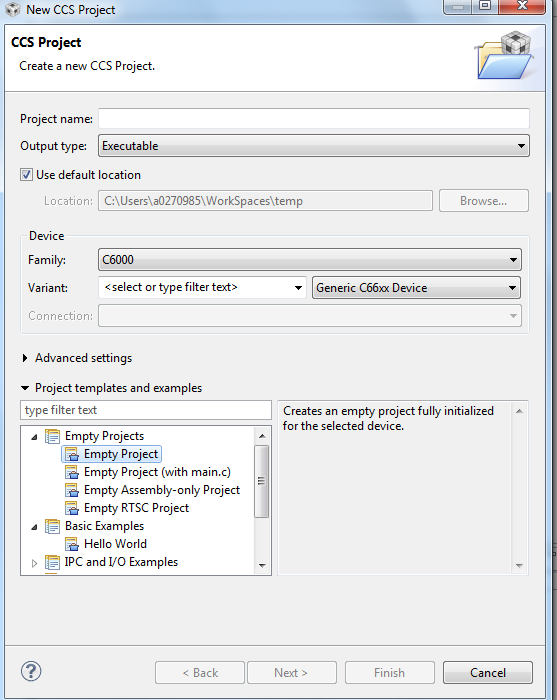 New CCS Project
CCS Project
Create a new CCS Project.
Project name:
Output type: Executable
Use default location
Location: C:\Users\a0270985\WorkSpaces\temp Browse...
Device
Family: C6000
Variant: <select or type filter text> Generic C66xx Device
Connection:
Advanced settings
Project templates and examples
type filter text
Creates an empty project fully initialized
for the selected device.
Empty Projects
Empty Project
Empty Project (with main.c)
Empty Assembly-only Project
Empty RTSC Project
Basic Examples
Hello World
IPC and I/O Examples
< Back Next > Finish Cancel